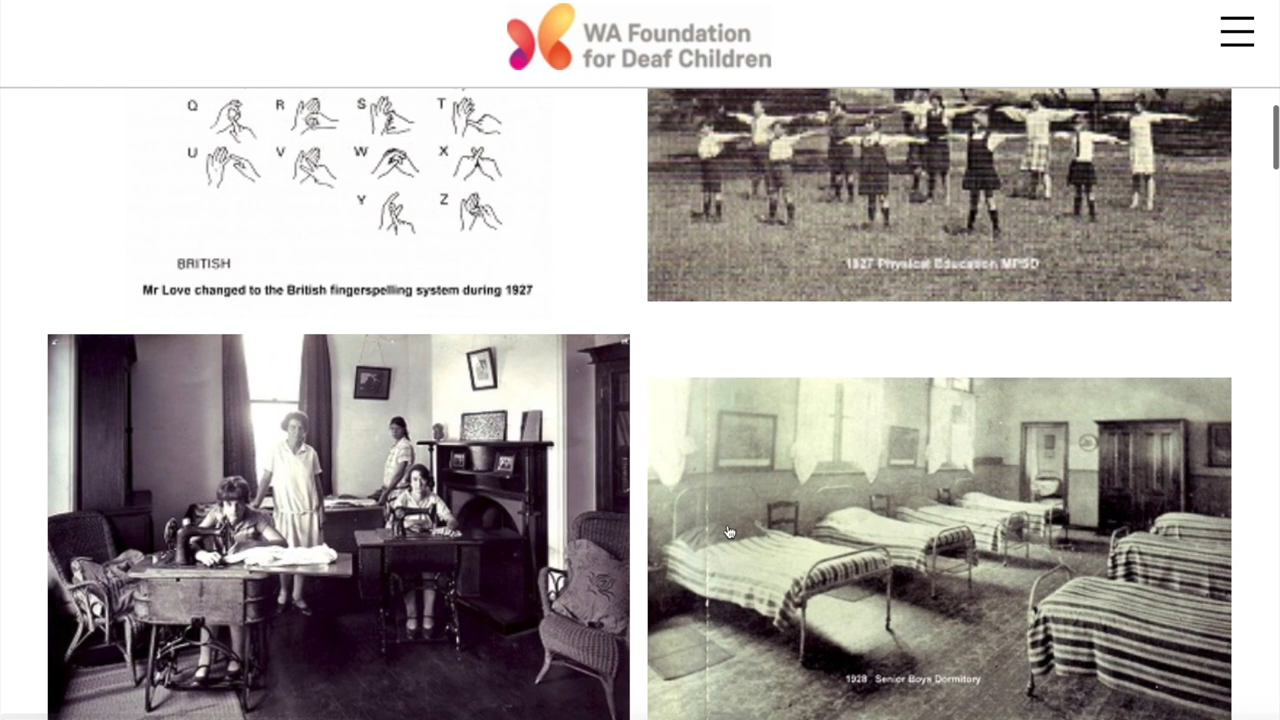 WA Foundation
for Deaf Children
Q R S T
U V W X
Y Z
BRITISH
Mr Love changed to the British fingerspelling system during 1927
1927 Physical Education MPSD
1928 Senior Boys Dormitory